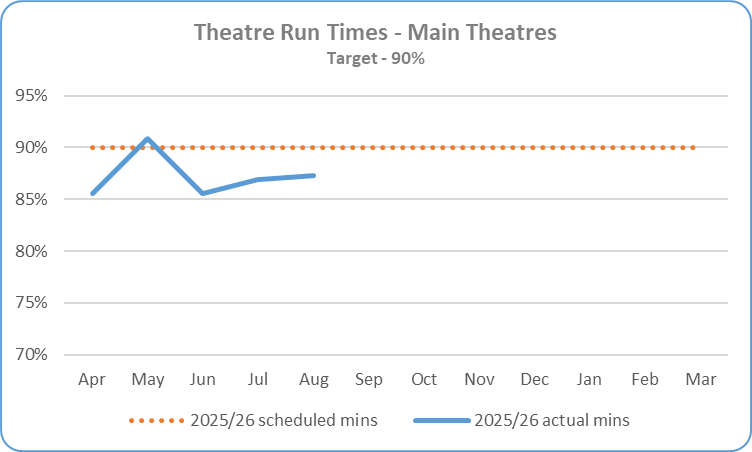 Theatre Run Times - Main Theatres
Target - 90%
95%
90%
85%
80%
75%
70%
Apr May Jun Jul Aug Sep Oct Nov Dec Jan Feb Mar
2025/26 scheduled mins 2025/26 actual mins